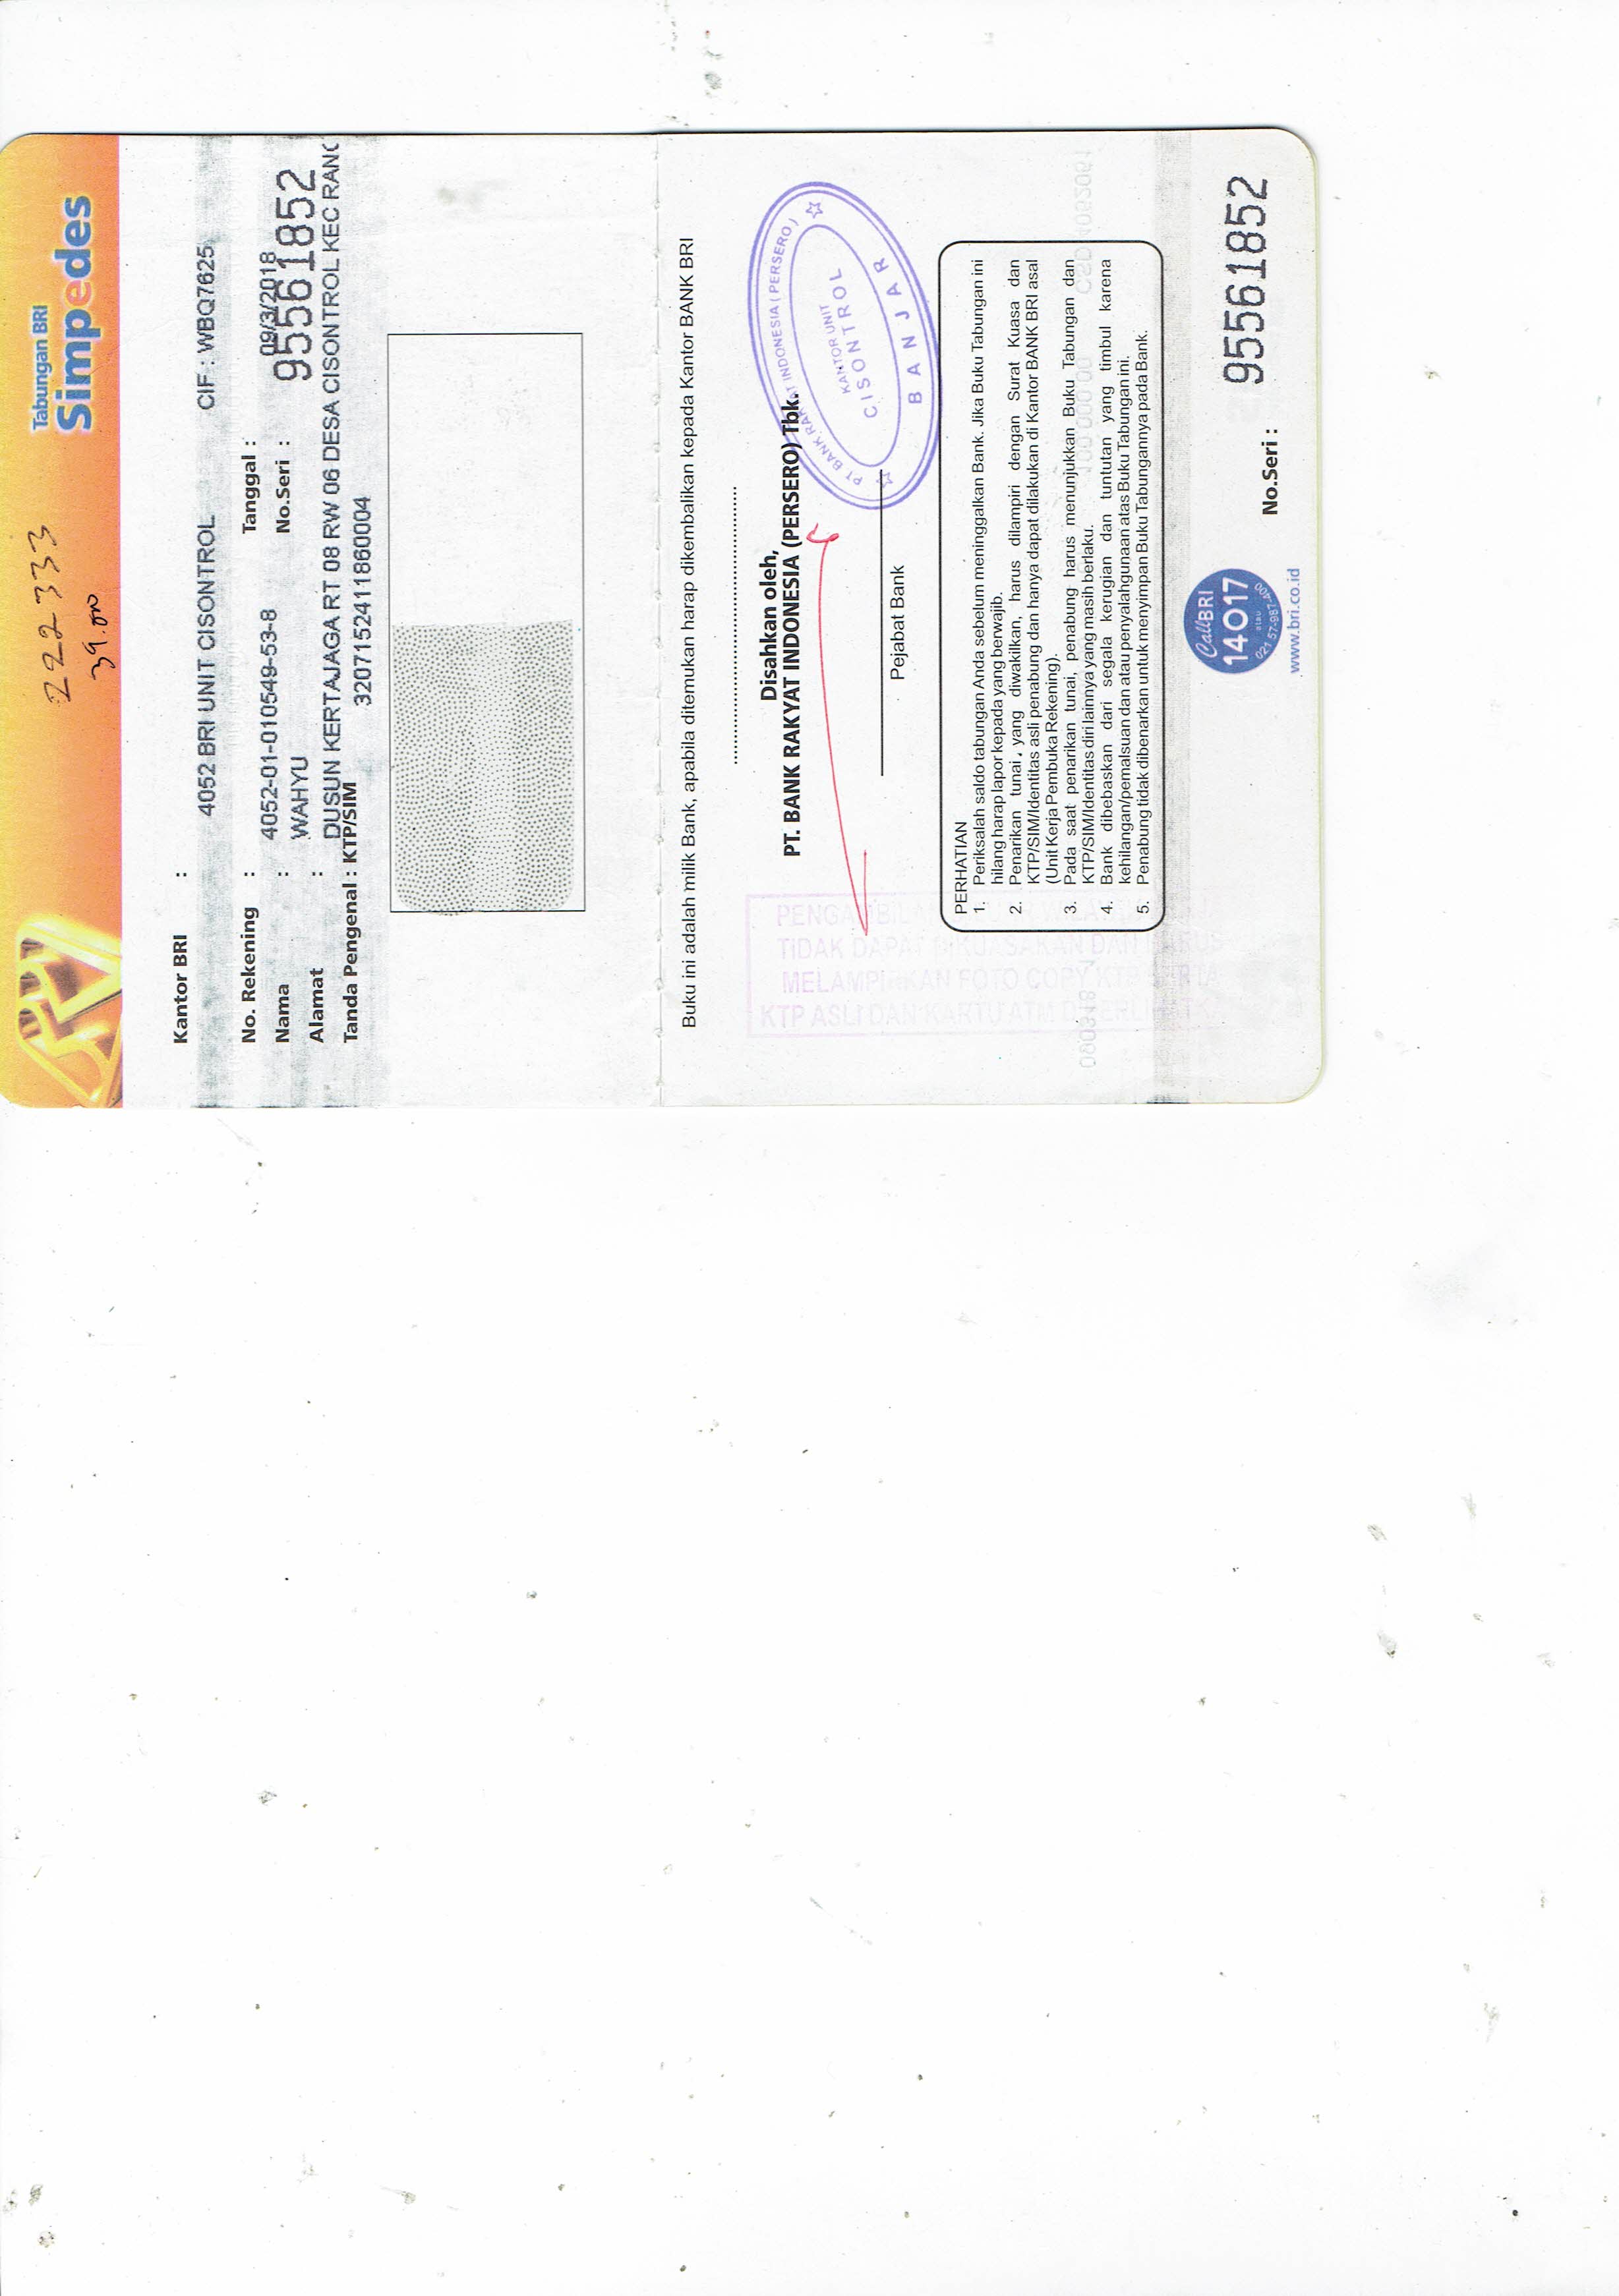 222333
39.000
Tabungan BRI
Simpedes
Kantor BRI :
4052 BRI UNIT CISONTROL CIF : WBQ7625
No. Rekening : Tanggal :
4052-01-010549-53-8 09/3/2018
Nama : No.Seri : 95561852
WAHYU
Alamat : DUSUN KERTAJAGA RT 08 RW 06 DESA CISONTROL KEC RANC
Tanda Pengenal : KTP/SIM
3207152411860004
Buku ini adalah milik Bank, apabila ditemukan harap dikembalikan kepada Kantor BANK BRI
Disahkan oleh,
PT. BANK RAKYAT INDONESIA (PERSERO) Tbk.
PT BANK RAKYAT INDONESIA ( PERSERO )
KANTOR UNIT
CISONTROL
BANJAR
Pejabat Bank
PENGAMBILAN
TIDAK DAPAT DIKUASAKAN DAN HARUS
MELAMPIRKAN FOTO COPY KTP SERTA
KTP ASLI DAN KARTU ATM
PERHATIAN
1. Periksalah saldo tabungan Anda sebelum meninggalkan Bank. Jika Buku Tabungan ini
hilang harap lapor kepada yang berwajib.
2. Penarikan tunai, yang diwakilkan, harus dilampiri dengan Surat Kuasa dan
KTP/SIM/Identitas asli penabung dan hanya dapat dilakukan di Kantor BANK BRI asal
(Unit Kerja Pembuka Rekening).
3. Pada saat penarikan tunai, penabung harus menunjukkan Buku Tabungan dan
KTP/SIM/Identitas diri lainnya yang masih berlaku.
4. Bank dibebaskan dari segala kerugian dan tuntutan yang timbul karena
kehilangan/pemalsuan dan atau penyalahgunaan atas Buku Tabungan ini.
5. Penabung tidak dibenarkan untuk menyimpan Buku Tabungannya pada Bank.
CallBRI
14017
atau
021 57-987-400
www.bri.co.id
No.Seri : 95561852